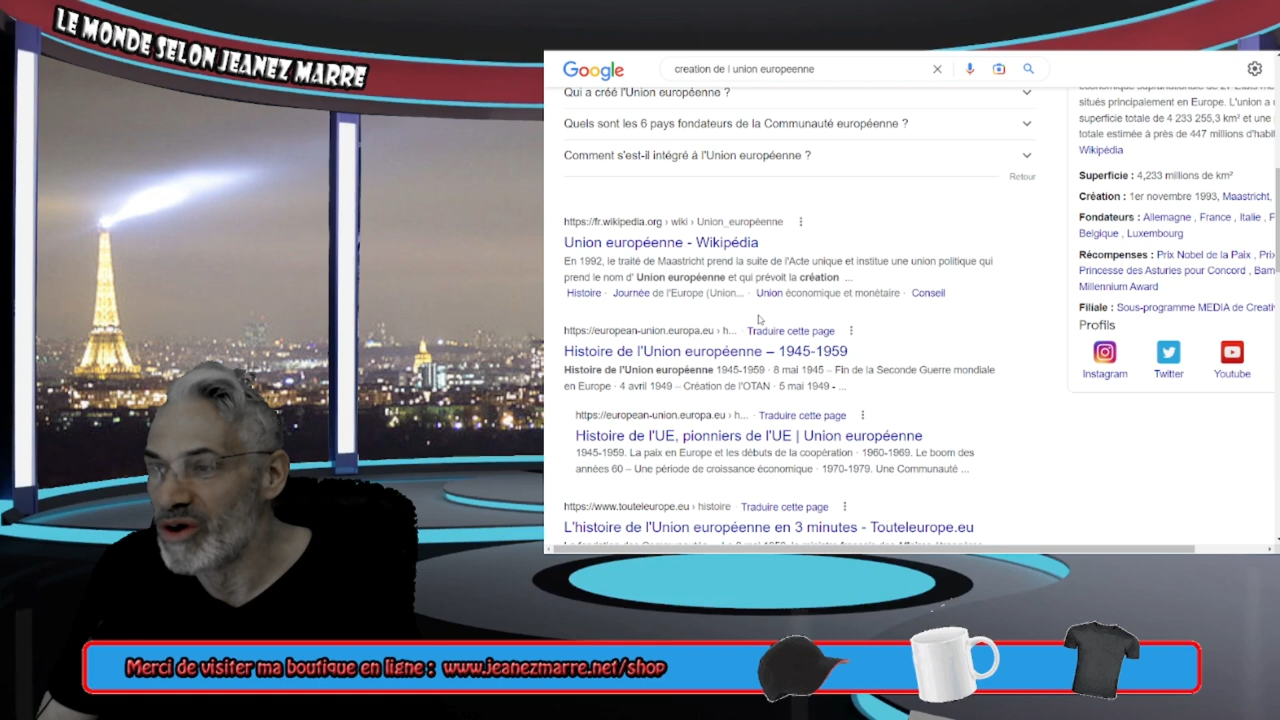 LE MONDE SELON JEANEZ MARRE
Google
creation de l union europeenne
Qui a créé l'Union européenne ?
Quels sont les 6 pays fondateurs de la Communauté européenne ?
Comment s'est-il intégré à l'Union européenne ?
Retour
https://fr.wikipedia.org › wiki › Union_européenne
Union européenne - Wikipédia
En 1992, le traité de Maastricht prend la suite de l'Acte unique et institue une union politique qui
prend le nom d' Union européenne et qui prévoit la création ...
Histoire · Journée de l'Europe (Union... · Union économique et monétaire · Conseil
https://european-union.europa.eu › h... · Traduire cette page
Histoire de l'Union européenne – 1945-1959
Histoire de l'Union européenne 1945-1959 · 8 mai 1945 – Fin de la Seconde Guerre mondiale
en Europe · 4 avril 1949 – Création de l'OTAN · 5 mai 1949 - ...
https://european-union.europa.eu › h... · Traduire cette page
Histoire de l'UE, pionniers de l'UE | Union européenne
1945-1959. La paix en Europe et les débuts de la coopération · 1960-1969. Le boom des
années 60 – Une période de croissance économique · 1970-1979. Une Communauté ...
https://www.touteleurope.eu › histoire · Traduire cette page
L'histoire de l'Union européenne en 3 minutes - Touteleurope.eu
situés principalement en Europe. L'union a
superficie totale de 4 233 255,3 km² et une
totale estimée à près de 447 millions d'habi
Wikipédia
Superficie : 4,233 millions de km²
Création : 1er novembre 1993, Maastricht,
Fondateurs : Allemagne , France , Italie ,
Belgique , Luxembourg
Récompenses : Prix Nobel de la Paix , Prix
Princesse des Asturies pour Concord , Bam
Millennium Award
Filiale : Sous-programme MEDIA de Creati
Profils
Instagram Twitter Youtube
Merci de visiter ma boutique en ligne : www.jeanezmarre.net/shop